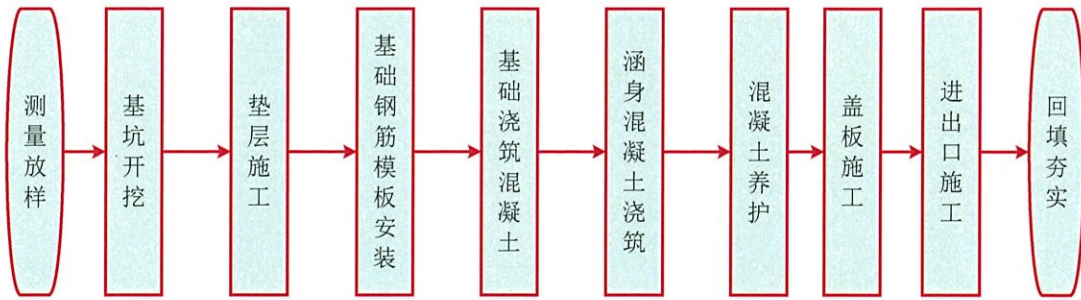 测量放样
基坑开挖
垫层施工
基础钢筋模板安装
基础浇筑混凝土
涵身混凝土浇筑
混凝土养护
盖板施工
进出口施工
回填夯实